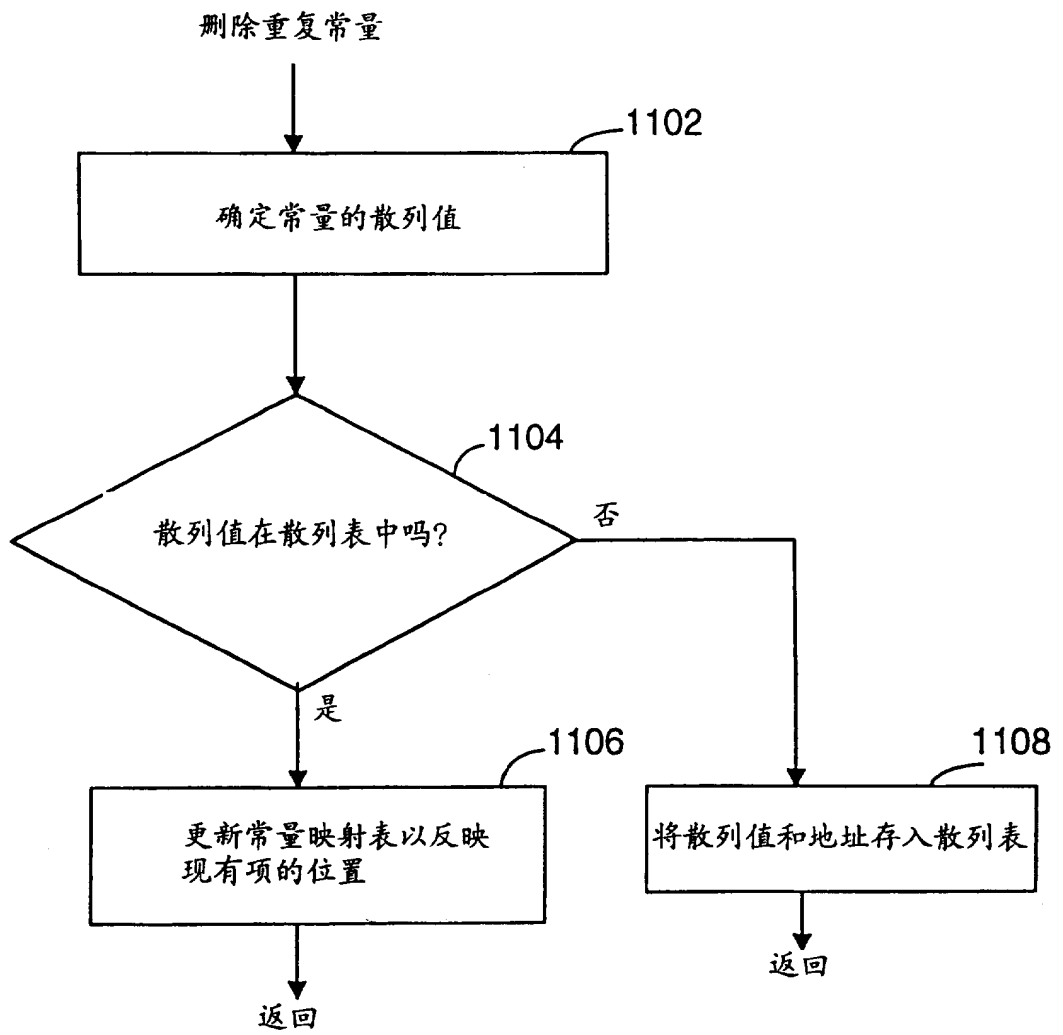 删除重复常量
1102
确定常量的散列值
1104
散列值在散列表中吗?
否
是
1106
更新常量映射表以反映
现有项的位置
1108
将散列值和地址存入散列表
返回
返回